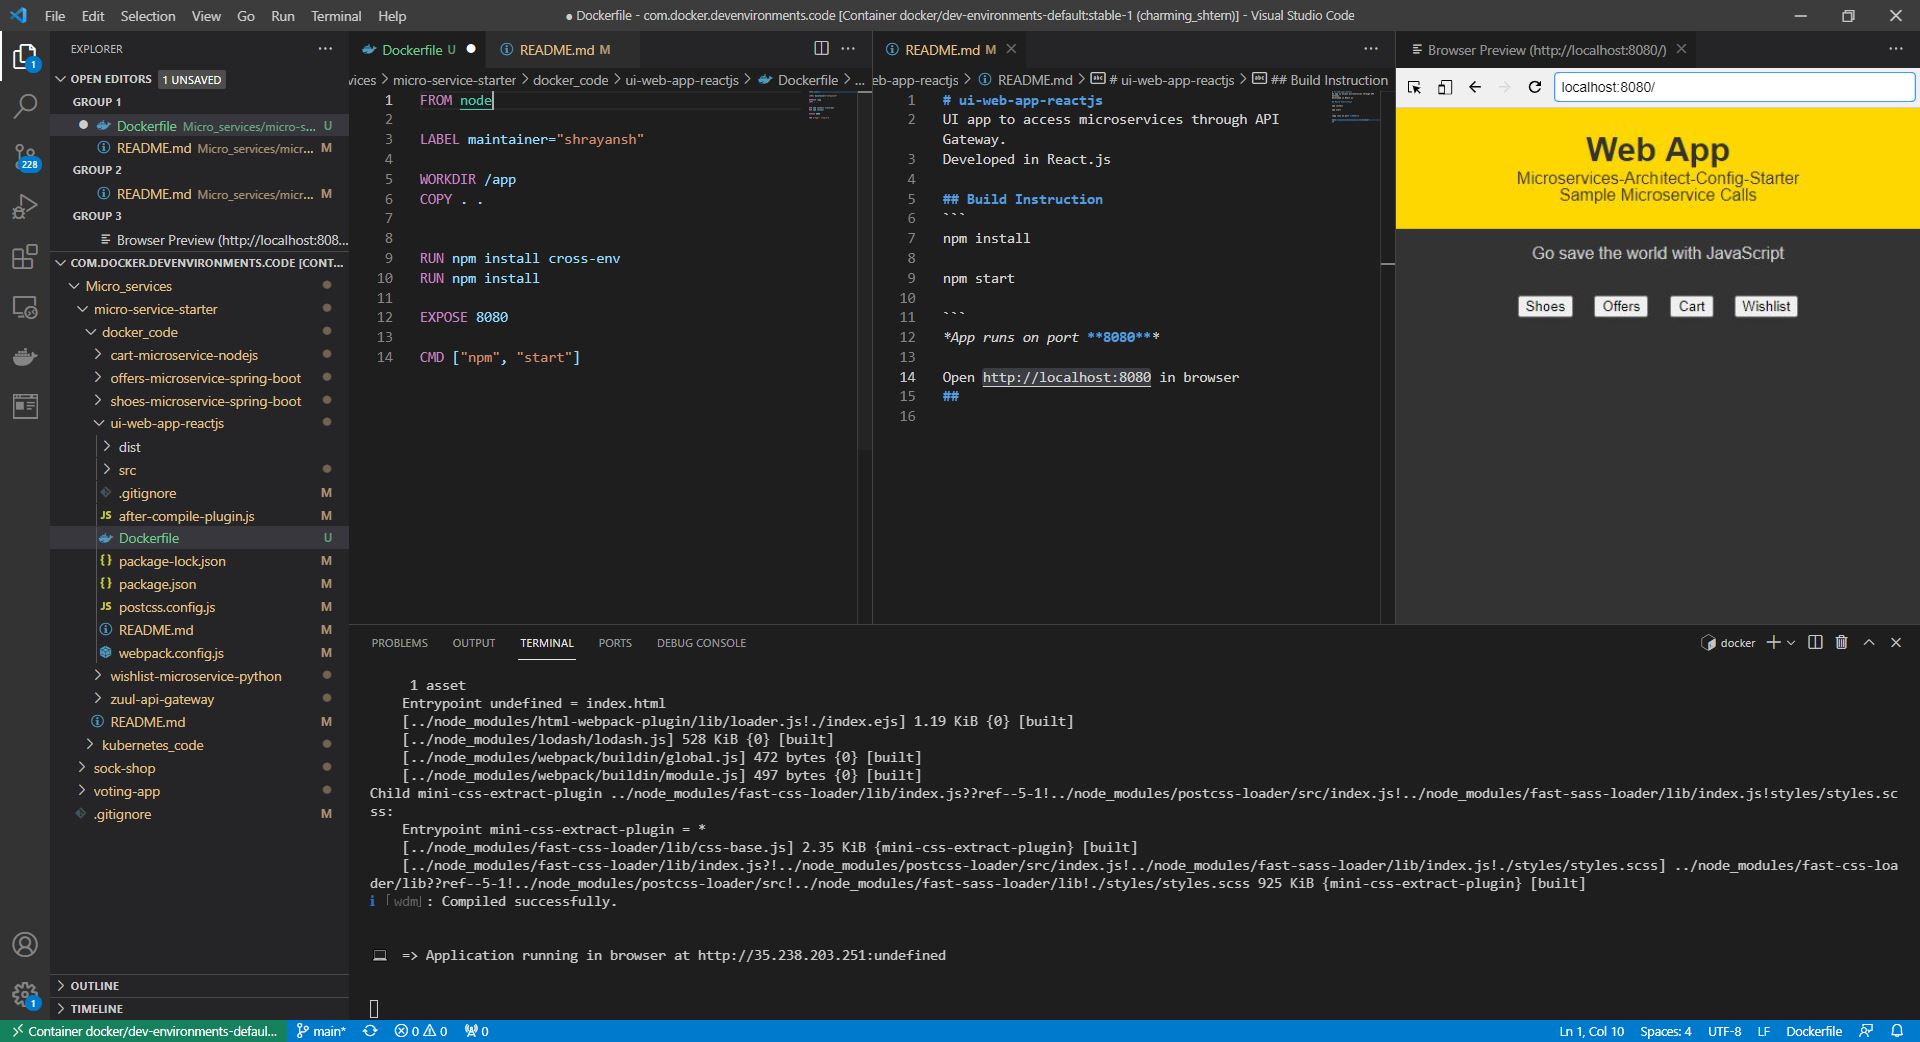 File Edit Selection View Go Run Terminal Help
● Dockerfile - com.docker.devenvironments.code [Container docker/dev-environments-default:stable-1 (charming_shtern)] - Visual Studio Code
EXPLORER
OPEN EDITORS 1 UNSAVED
GROUP 1
Dockerfile Micro_services/micro-s... U
README.md Micro_services/micr... M
GROUP 2
README.md Micro_services/micr... M
GROUP 3
Browser Preview (http://localhost:808...
COM.DOCKER.DEVENVIRONMENTS.CODE [CONT...
Micro_services
micro-service-starter
docker_code
cart-microservice-nodejs
offers-microservice-spring-boot
shoes-microservice-spring-boot
ui-web-app-reactjs
dist
src
.gitignore M
JS after-compile-plugin.js M
Dockerfile U
{} package-lock.json M
{} package.json M
JS postcss.config.js M
README.md M
webpack.config.js M
wishlist-microservice-python
zuul-api-gateway
README.md M
kubernetes_code
sock-shop
voting-app
.gitignore M
OUTLINE
TIMELINE
1
228
1
Dockerfile U README.md M
vices > micro-service-starter > docker_code > ui-web-app-reactjs > Dockerfile > ...
1 FROM node
2
3 LABEL maintainer="shrayansh"
4
5 WORKDIR /app
6 COPY . .
7
8
9 RUN npm install cross-env
10 RUN npm install
11
12 EXPOSE 8080
13
14 CMD ["npm", "start"]
README.md M
eb-app-reactjs > README.md > # ui-web-app-reactjs > ## Build Instruction
1 # ui-web-app-reactjs
2 UI app to access microservices through API
Gateway.
3 Developed in React.js
4
5 ## Build Instruction
6 ```
7 npm install
8
9 npm start
10
11 ```
12 *App runs on port **8080***
13
14 Open http://localhost:8080 in browser
15 ##
16
Browser Preview (http://localhost:8080/)
localhost:8080/
Web App
Microservices-Architect-Config-Starter
Sample Microservice Calls
Go save the world with JavaScript
Shoes Offers Cart Wishlist
PROBLEMS OUTPUT TERMINAL PORTS DEBUG CONSOLE
docker
1 asset
Entrypoint undefined = index.html
[../node_modules/html-webpack-plugin/lib/loader.js!./index.ejs] 1.19 KiB {0} [built]
[../node_modules/lodash/lodash.js] 528 KiB {0} [built]
[../node_modules/webpack/buildin/global.js] 472 bytes {0} [built]
[../node_modules/webpack/buildin/module.js] 497 bytes {0} [built]
Child mini-css-extract-plugin ../node_modules/fast-css-loader/lib/index.js??ref--5-1!../node_modules/postcss-loader/src/index.js!../node_modules/fast-sass-loader/lib/index.js!styles/styles.sc
ss:
Entrypoint mini-css-extract-plugin = *
[../node_modules/fast-css-loader/lib/css-base.js] 2.35 KiB {mini-css-extract-plugin} [built]
[../node_modules/fast-css-loader/lib/index.js?!../node_modules/postcss-loader/src/index.js!../node_modules/fast-sass-loader/lib/index.js!./styles/styles.scss] ../node_modules/fast-css-loa
der/lib??ref--5-1!../node_modules/postcss-loader/src!../node_modules/fast-sass-loader/lib!./styles/styles.scss 925 KiB {mini-css-extract-plugin} [built]
ℹ ｢wdm｣: Compiled successfully.
=> Application running in browser at http://35.238.203.251:undefined
Container docker/dev-environments-defaul... main* 0 0 0
Ln 1, Col 10 Spaces: 4 UTF-8 LF Dockerfile